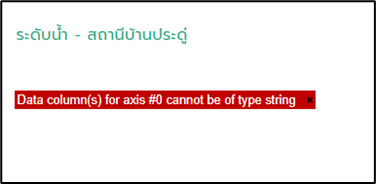 ระดับน้ำ - สถานีบ้านประดู่
Data column(s) for axis #0 cannot be of type string ×